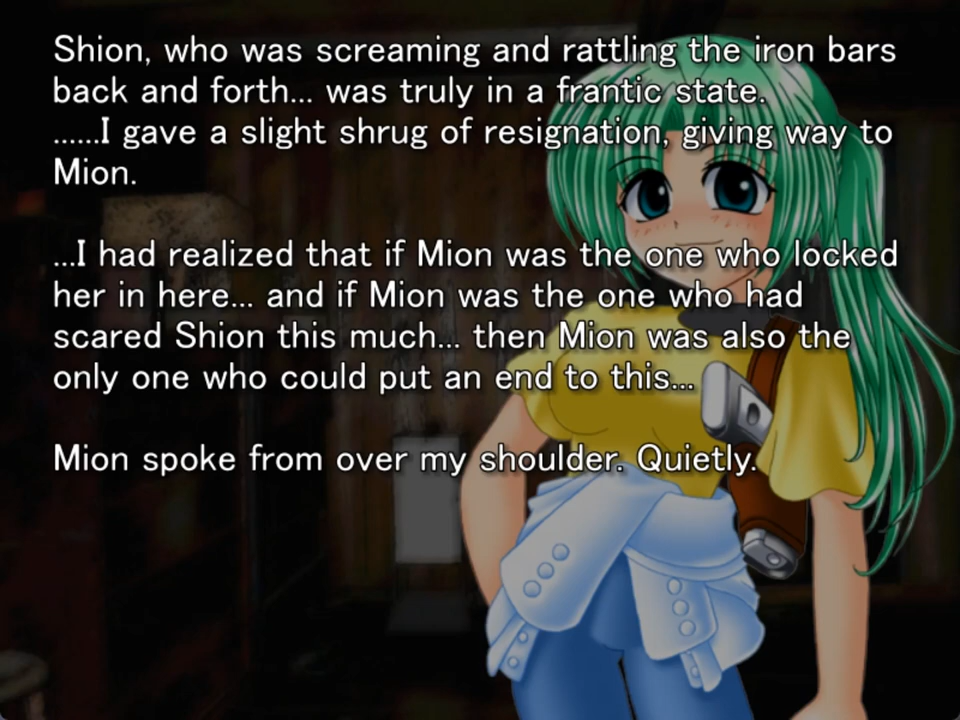 Shion, who was screaming and rattling the iron bars
back and forth... was truly in a frantic state.
......I gave a slight shrug of resignation, giving way to
Mion.
...I had realized that if Mion was the one who locked
her in here... and if Mion was the one who had
scared Shion this much... then Mion was also the
only one who could put an end to this...
Mion spoke from over my shoulder. Quietly.